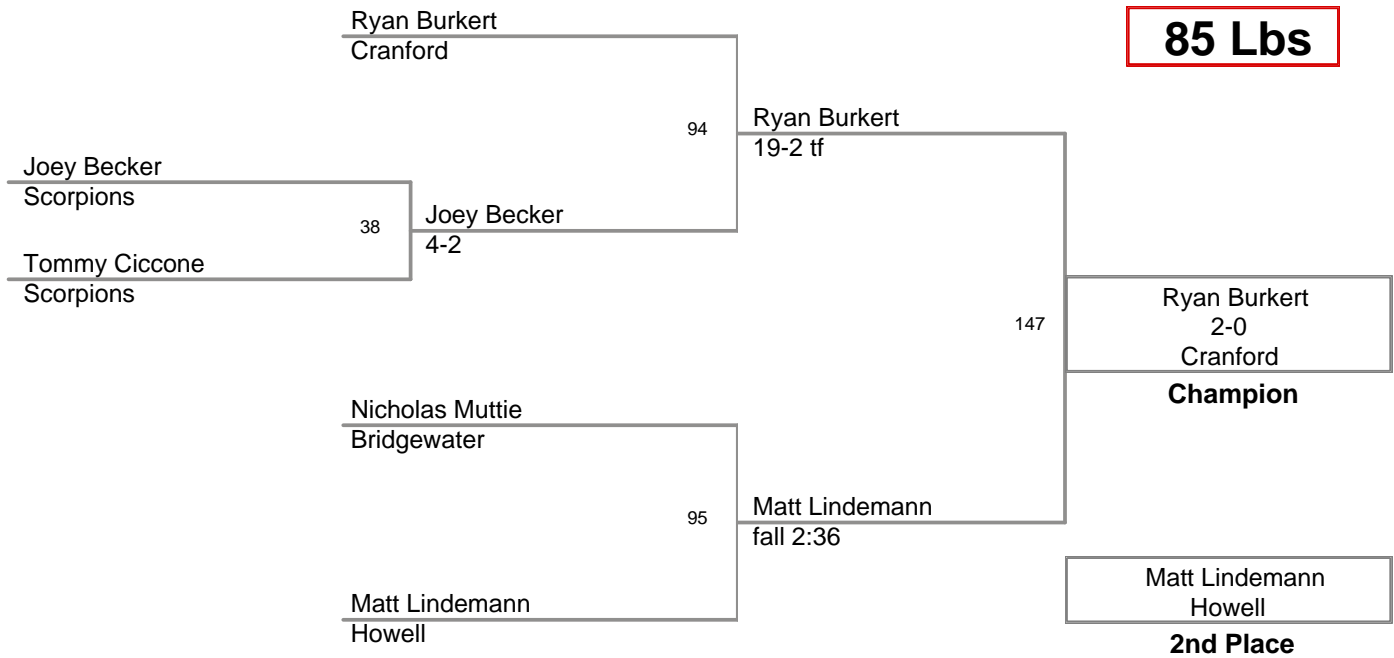 Ryan Burkert
Cranford
85 Lbs
94
Ryan Burkert
19-2 tf
Joey Becker
Scorpions
38
Joey Becker
4-2
Tommy Ciccone
Scorpions
147
Ryan Burkert
2-0
Cranford
Champion
Nicholas Muttie
Bridgewater
95
Matt Lindemann
fall 2:36
Matt Lindemann
Howell
Matt Lindemann
Howell
2nd Place